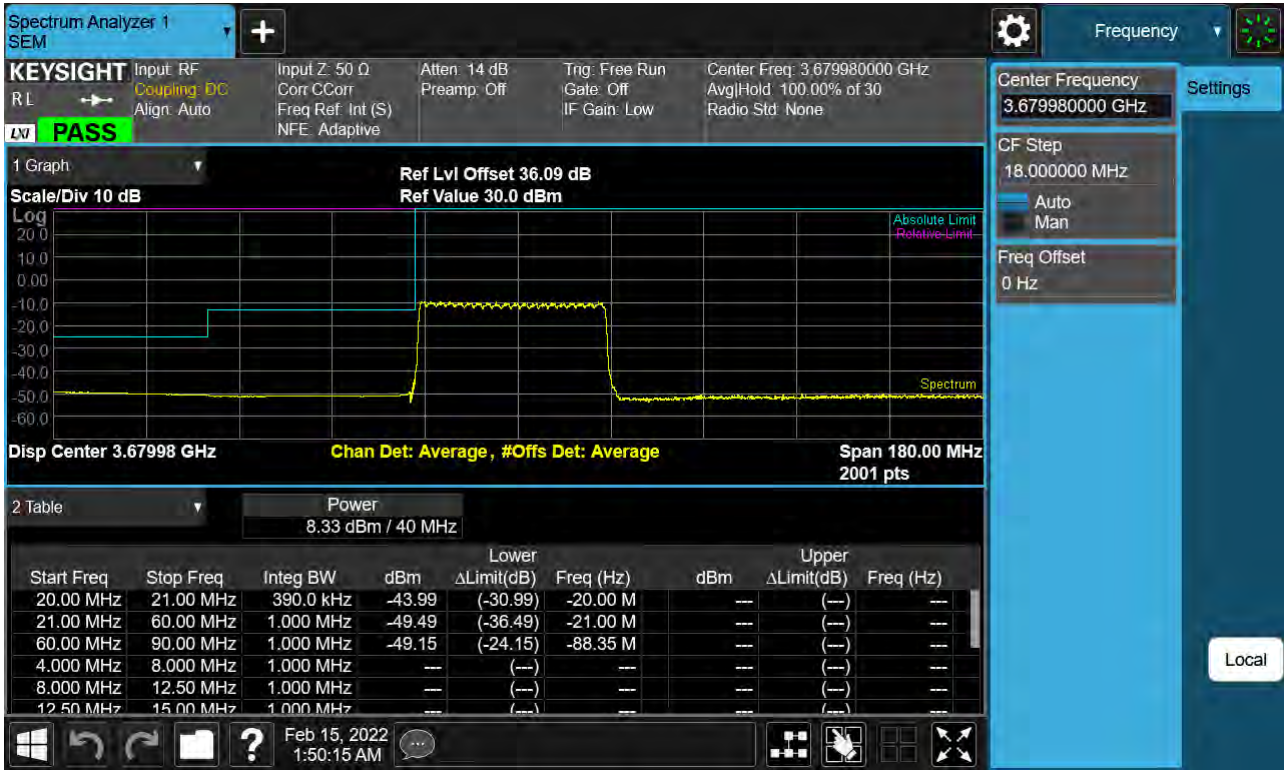 Spectrum Analyzer 1
SEM
Frequency
KEYSIGHT
RL
LXI
PASS
Input: RF
Coupling: DC
Align: Auto
Input Z: 50 Ω
Corr CCorr
Freq Ref: Int (S)
NFE: Adaptive
Atten: 14 dB
Preamp: Off
Trig: Free Run
Gate: Off
IF Gain: Low
Center Freq: 3.679980000 GHz
Avg|Hold: 100.00% of 30
Radio Std: None
Center Frequency
3.679980000 GHz
Settings
CF Step
18.000000 MHz
Auto
Man
Freq Offset
0 Hz
Local
1 Graph
Ref Lvl Offset 36.09 dB
Scale/Div 10 dB
Ref Value 30.0 dBm
Log
Absolute Limit
Relative Limit
20.0
10.0
0.00
-10.0
-20.0
-30.0
-40.0
-50.0
-60.0
Spectrum
Disp Center 3.67998 GHz
Chan Det: Average, #Offs Det: Average
Span 180.00 MHz
2001 pts
2 Table
Power
8.33 dBm / 40 MHz
Lower Upper
Start Freq Stop Freq Integ BW dBm ΔLimit(dB) Freq (Hz) dBm ΔLimit(dB) Freq (Hz)
20.00 MHz 21.00 MHz 390.0 kHz -43.99 (-30.99) -20.00 M --- (---) ---
21.00 MHz 60.00 MHz 1.000 MHz -49.49 (-36.49) -21.00 M --- (---) ---
60.00 MHz 90.00 MHz 1.000 MHz -49.15 (-24.15) -88.35 M --- (---) ---
4.000 MHz 8.000 MHz 1.000 MHz --- (---) --- --- (---) ---
8.000 MHz 12.50 MHz 1.000 MHz --- (---) --- --- (---) ---
12.50 MHz 15.00 MHz 1.000 MHz --- (---) --- --- (---) ---
Feb 15, 2022
1:50:15 AM